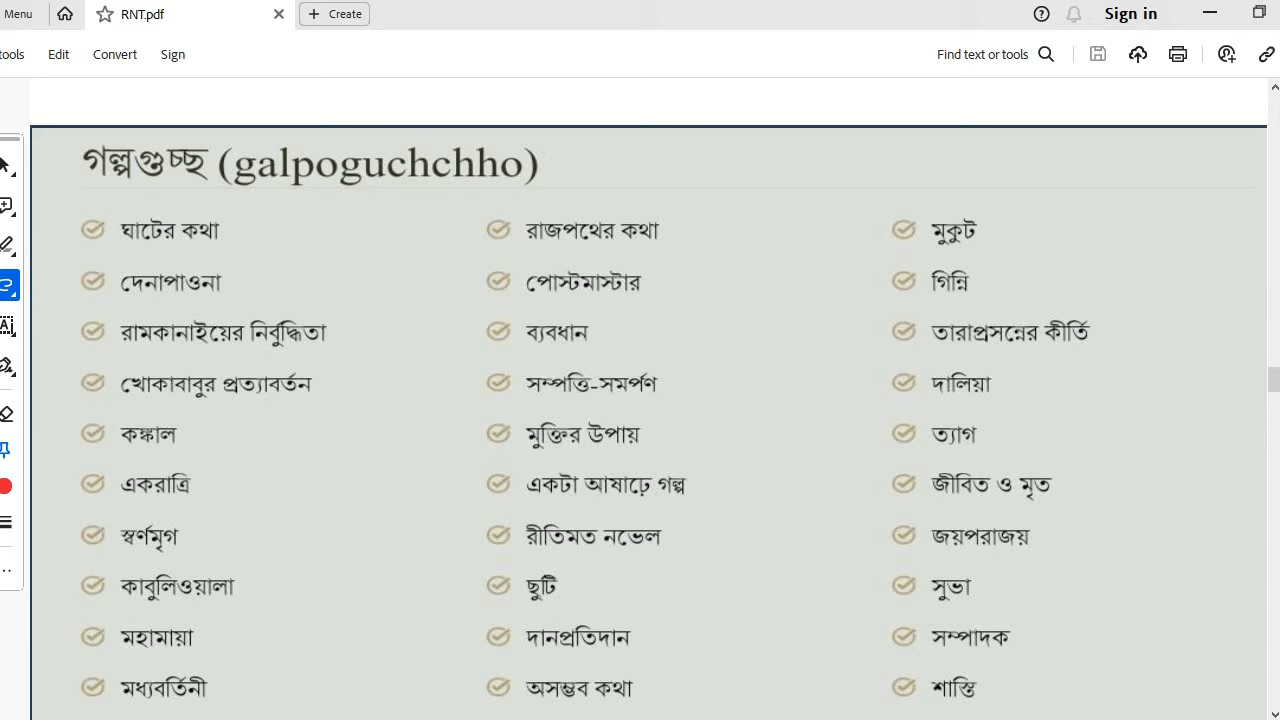 Menu RNT.pdf + Create Sign in
tools Edit Convert Sign Find text or tools
গল্পগুচ্ছ (galpoguchchho)
ঘাটের কথা রাজপথের কথা মুকুট
দেনাপাওনা পোস্টমাস্টার গিন্নি
রামকানাইয়ের নির্বুদ্ধিতা ব্যবধান তারাপ্রসন্নের কীর্তি
খোকাবাবুর প্রত্যাবর্তন সম্পত্তি-সমর্পণ দালিয়া
কঙ্কাল মুক্তির উপায় ত্যাগ
একরাত্রি একটা আষাঢ়ে গল্প জীবিত ও মৃত
স্বর্ণমৃগ রীতিমত নভেল জয়পরাজয়
কাবুলিওয়ালা ছুটি সুভা
মহামায়া দানপ্রতিদান সম্পাদক
মধ্যবর্তিনী অসম্ভব কথা শাস্তি